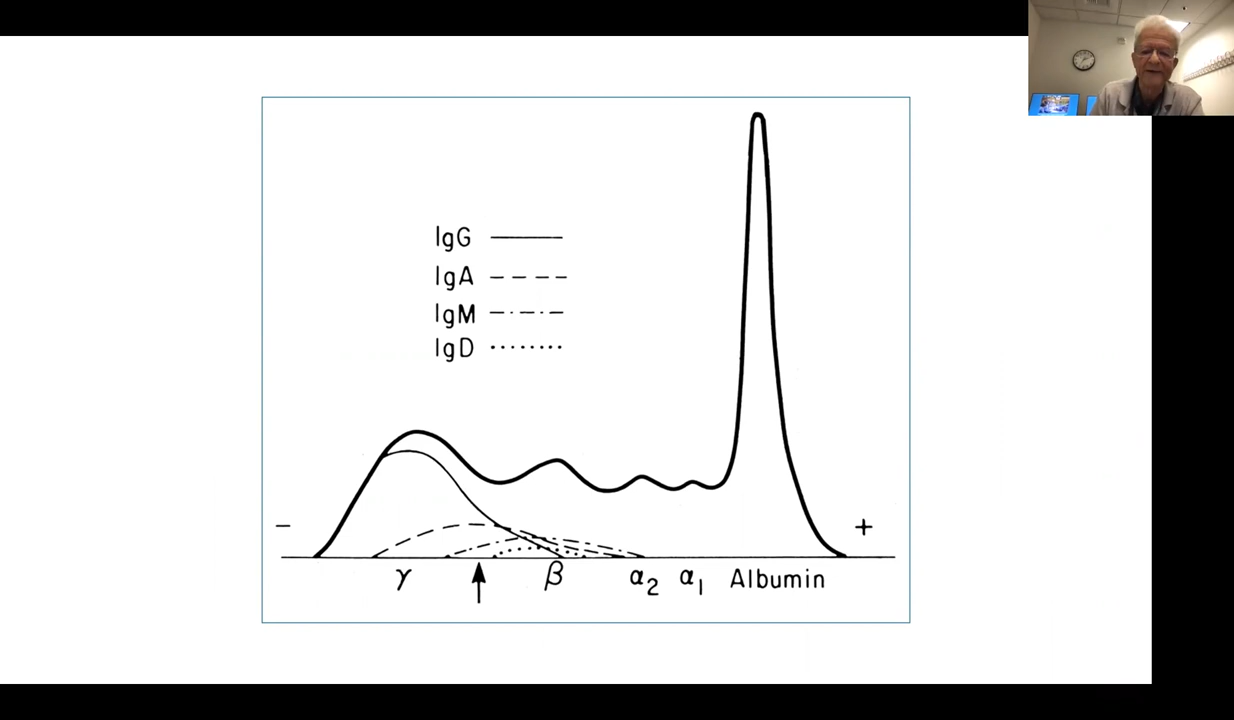 IgG
IgA
IgM
IgD
− +
γ β α2 α1 Albumin